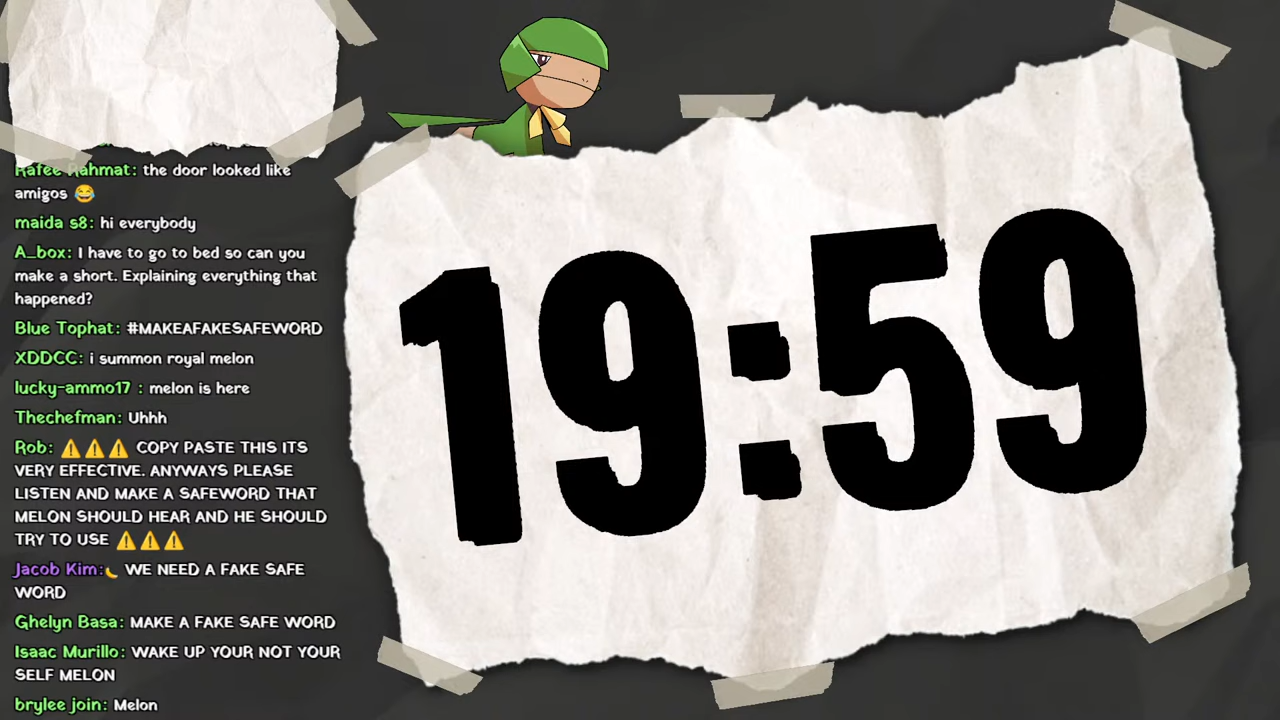 Rafee Rahmat: the door looked like
amigos 😂
maida s8: hi everybody
A_box: I have to go to bed so can you
make a short. Explaining everything that
happened?
Blue Tophat: #MAKEAFAKESAFEWORD
XDDCC: i summon royal melon
lucky-ammo17 : melon is here
Thechefman: Uhhh
Rob: ⚠️⚠️⚠️ COPY PASTE THIS ITS
VERY EFFECTIVE. ANYWAYS PLEASE
LISTEN AND MAKE A SAFEWORD THAT
MELON SHOULD HEAR AND HE SHOULD
TRY TO USE ⚠️⚠️⚠️
Jacob Kim: WE NEED A FAKE SAFE
WORD
Ghelyn Basa: MAKE A FAKE SAFE WORD
Isaac Murillo: WAKE UP YOUR NOT YOUR
SELF MELON
brylee join: Melon
19:59